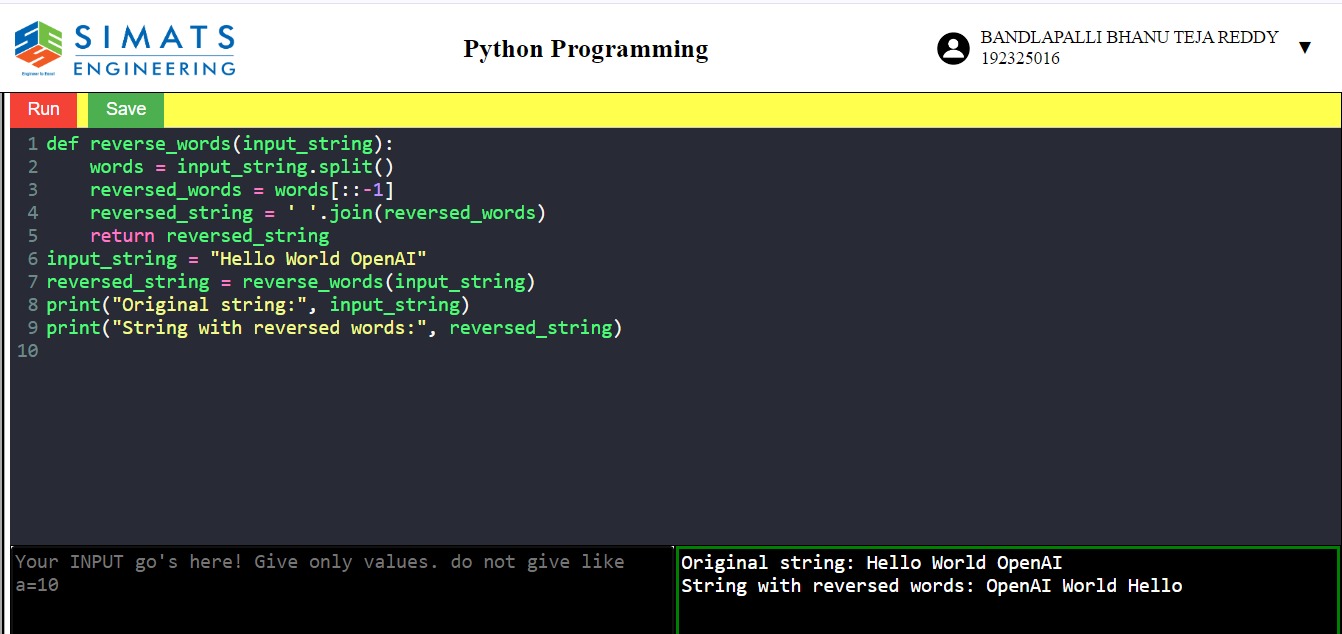 SIMATS
ENGINEERING
Engineer to Excel
Python Programming
BANDLAPALLI BHANU TEJA REDDY
192325016
▼
Run
Save
1 def reverse_words(input_string):
2     words = input_string.split()
3     reversed_words = words[::-1]
4     reversed_string = ' '.join(reversed_words)
5     return reversed_string
6 input_string = "Hello World OpenAI"
7 reversed_string = reverse_words(input_string)
8 print("Original string:", input_string)
9 print("String with reversed words:", reversed_string)
10
Your INPUT go's here! Give only values. do not give like
a=10
Original string: Hello World OpenAI
String with reversed words: OpenAI World Hello